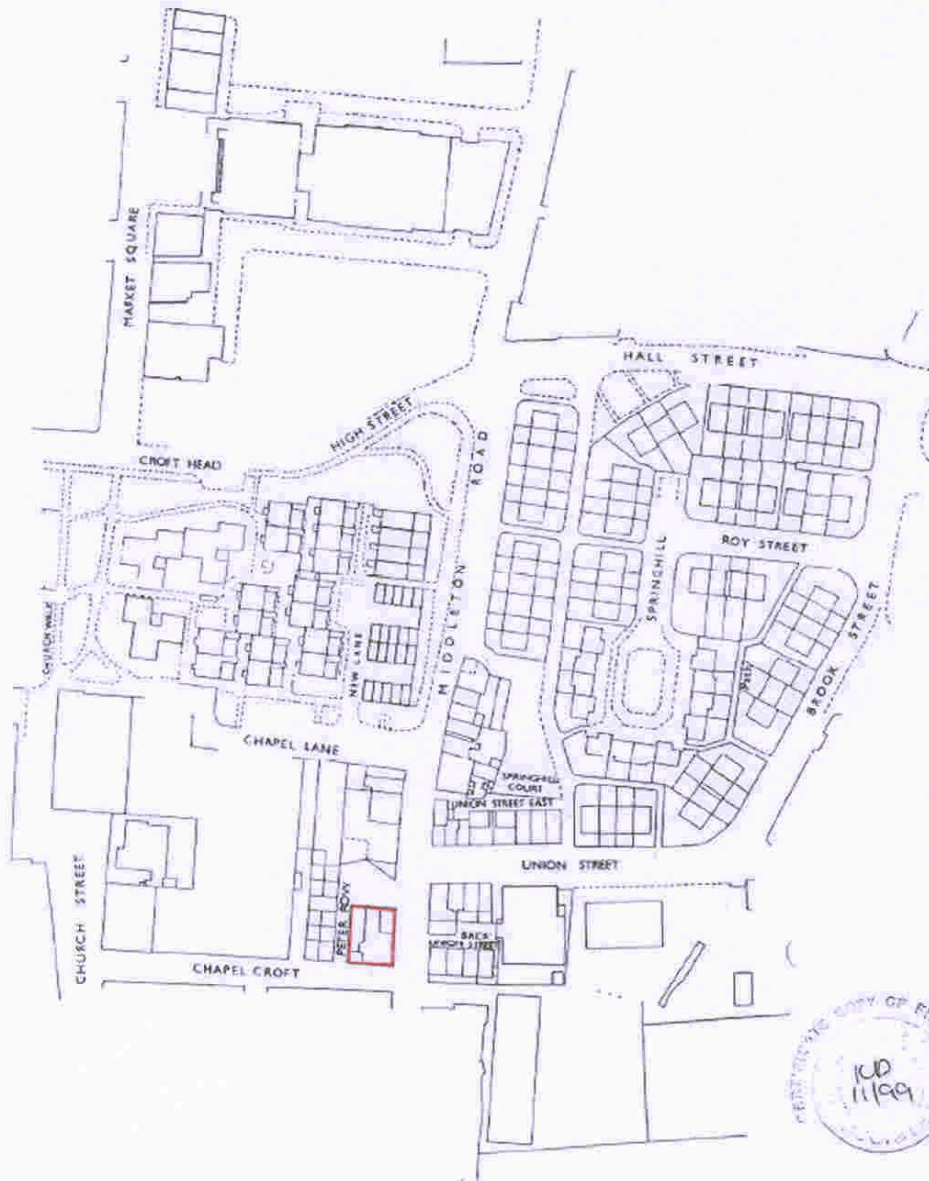 MARKET SQUARE
HALL STREET
HIGH STREET
CROFT HEAD
MIDDLETON ROAD
ROY STREET
SPRINGHILL
BROOK STREET
CHURCH WALK
NEW LANE
CHAPEL LANE
SPRINGHILL
COURT
UNION STREET EAST
UNION STREET
CHURCH STREET
PETER ROW
BACK
UNION STREET
CHAPEL CROFT
COPY OF
11/99